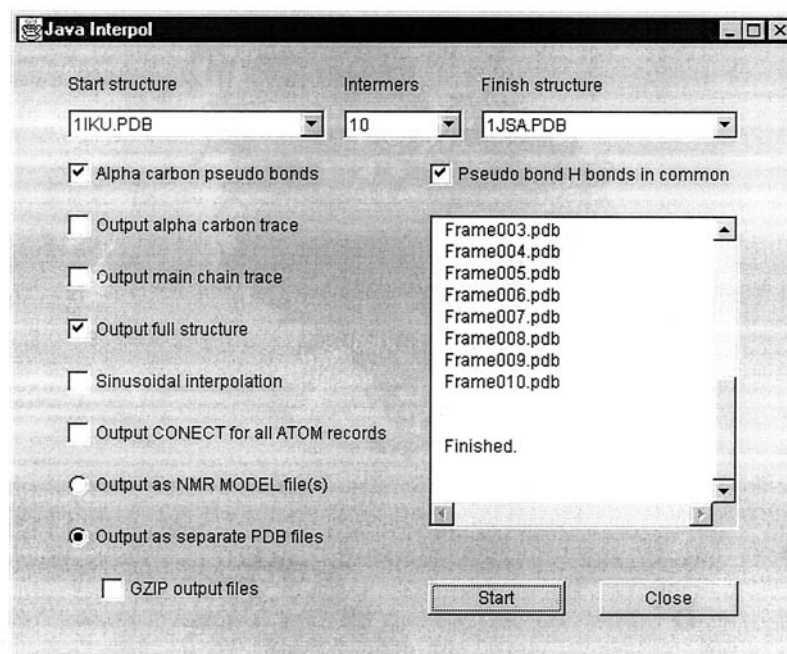 Java Interpol
Start structure Intermers Finish structure
1IKU.PDB 10 1JSA.PDB
Alpha carbon pseudo bonds
Pseudo bond H bonds in common
Output alpha carbon trace
Output main chain trace
Output full structure
Sinusoidal interpolation
Output CONECT for all ATOM records
Output as NMR MODEL file(s)
Output as separate PDB files
GZIP output files
Frame003.pdb
Frame004.pdb
Frame005.pdb
Frame006.pdb
Frame007.pdb
Frame008.pdb
Frame009.pdb
Frame010.pdb
Finished.
Start Close